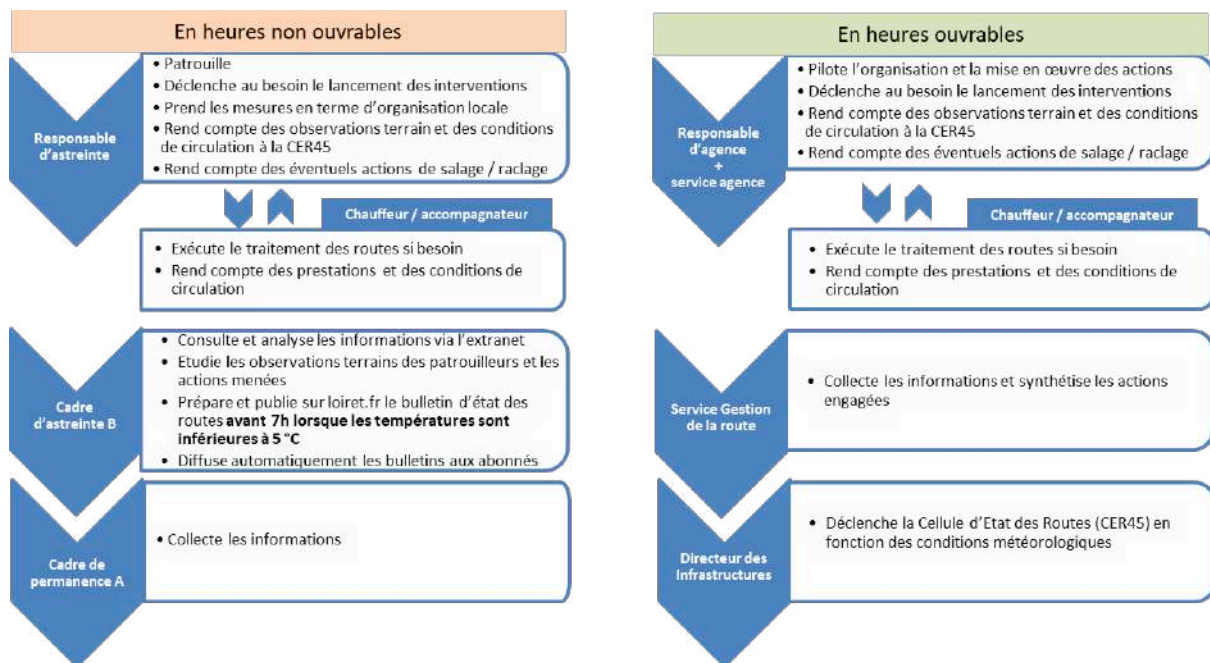 En heures non ouvrables
Responsable
d'astreinte
• Patrouille
• Déclenche au besoin le lancement des interventions
• Prend les mesures en terme d'organisation locale
• Rend compte des observations terrain et des conditions
de circulation à la CER45
• Rend compte des éventuels actions de salage / raclage
Chauffeur / accompagnateur
• Exécute le traitement des routes si besoin
• Rend compte des prestations et des conditions de
circulation
Cadre
d'astreinte B
• Consulte et analyse les informations via l'extranet
• Etudie les observations terrains des patrouilleurs et les
actions menées
• Prépare et publie sur loiret.fr le bulletin d'état des
routes avant 7h lorsque les températures sont
inférieures à 5 °C
• Diffuse automatiquement les bulletins aux abonnés
Cadre de
permanence A
• Collecte les informations
En heures ouvrables
Responsable
d'agence
+
service agence
• Pilote l'organisation et la mise en œuvre des actions
• Déclenche au besoin le lancement des interventions
• Rend compte des observations terrain et des conditions
de circulation à la CER45
• Rend compte des éventuels actions de salage / raclage
Chauffeur / accompagnateur
• Exécute le traitement des routes si besoin
• Rend compte des prestations et des conditions de
circulation
Service Gestion
de la route
• Collecte les informations et synthétise les actions
engagées
Directeur des
Infrastructures
• Déclenche la Cellule d'Etat des Routes (CER45) en
fonction des conditions météorologiques